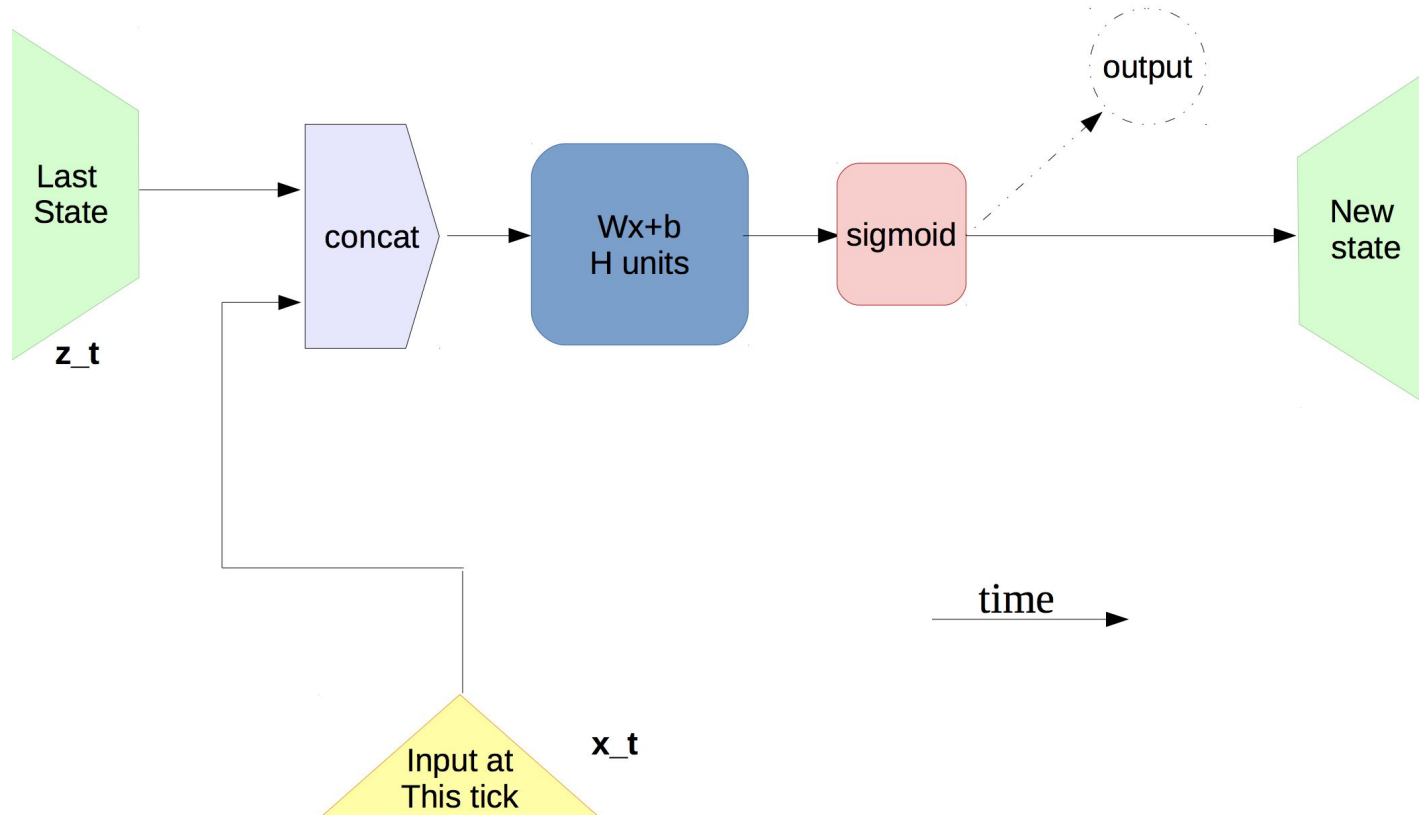 output
Last
State
concat
Wx+b
H units
sigmoid
New
state
z_t
time
x_t
Input at
This tick